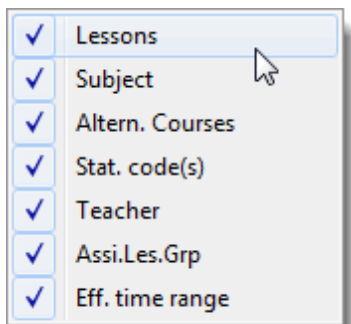 Lessons
Subject
Altern. Courses
Stat. code(s)
Teacher
Assi.Les.Grp
Eff. time range